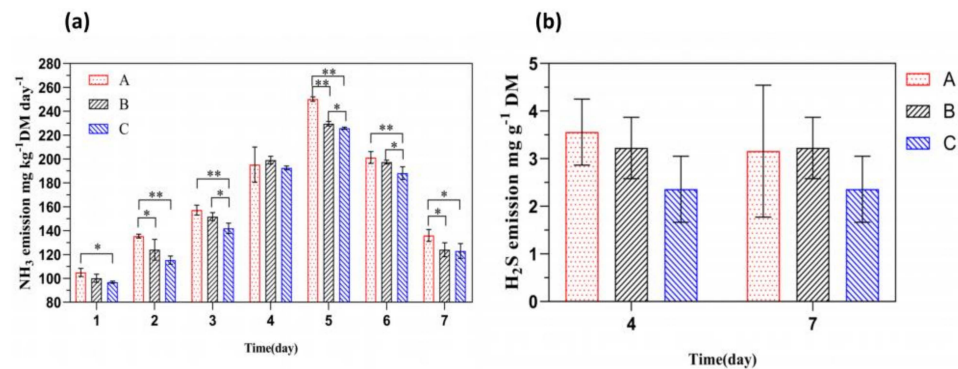 (a)
NH₃ emission mg kg⁻¹DM day⁻¹
280
260
240
220
200
180
160
140
120
100
80
A
B
C
*
*
**
**
*
**
**
*
**
*
*
*
1 2 3 4 5 6 7
Time(day)
(b)
H₂S emission mg g⁻¹ DM
5
4
3
2
1
0
A
B
C
4 7
Time(day)